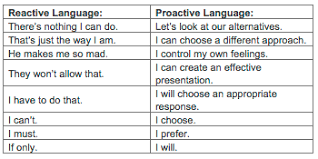 Reactive Language: Proactive Language:
There's nothing I can do. Let's look at our alternatives.
That's just the way I am. I can choose a different approach.
He makes me so mad. I control my own feelings.
They won't allow that. I can create an effective
presentation.
I have to do that. I will choose an appropriate
response.
I can't. I choose.
I must. I prefer.
If only. I will.